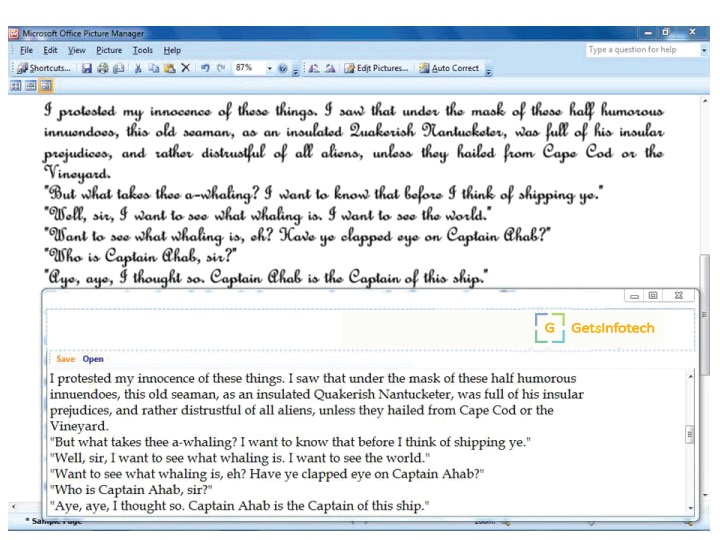 Microsoft Office Picture Manager
File Edit View Picture Tools Help
Type a question for help
Shortcuts... 87% Edit Pictures... Auto Correct
I protested my innocence of these things. I saw that under the mask of these half humorous
innuendoes, this old seaman, as an insulated Quakerish Nantucketer, was full of his insular
prejudices, and rather distrustful of all aliens, unless they hailed from Cape Cod or the
Vineyard.
"But what takes thee a-whaling? I want to know that before I think of shipping ye."
"Well, sir, I want to see what whaling is. I want to see the world."
"Want to see what whaling is, eh? Have ye clapped eye on Captain Ahab?"
"Who is Captain Ahab, sir?"
"Aye, aye, I thought so. Captain Ahab is the Captain of this ship."
G GetsInfotech
Save Open
I protested my innocence of these things. I saw that under the mask of these half humorous
innuendoes, this old seaman, as an insulated Quakerish Nantucketer, was full of his insular
prejudices, and rather distrustful of all aliens, unless they hailed from Cape Cod or the
Vineyard.
"But what takes thee a-whaling? I want to know that before I think of shipping ye."
"Well, sir, I want to see what whaling is. I want to see the world."
"Want to see what whaling is, eh? Have ye clapped eye on Captain Ahab?"
"Who is Captain Ahab, sir?"
"Aye, aye, I thought so. Captain Ahab is the Captain of this ship."
* Sample Page